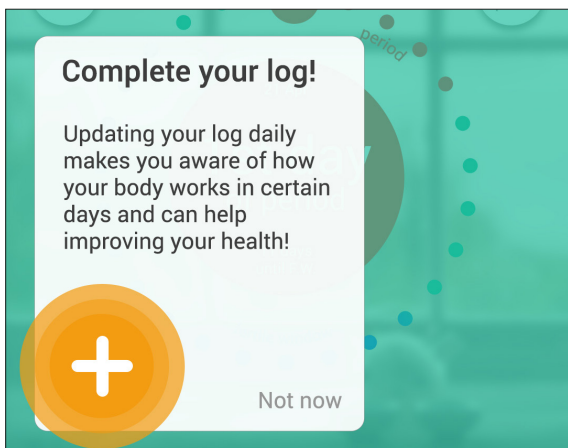 period
Complete your log!
Updating your log daily
makes you aware of how
your body works in certain
days and can help
improving your health!
Not now